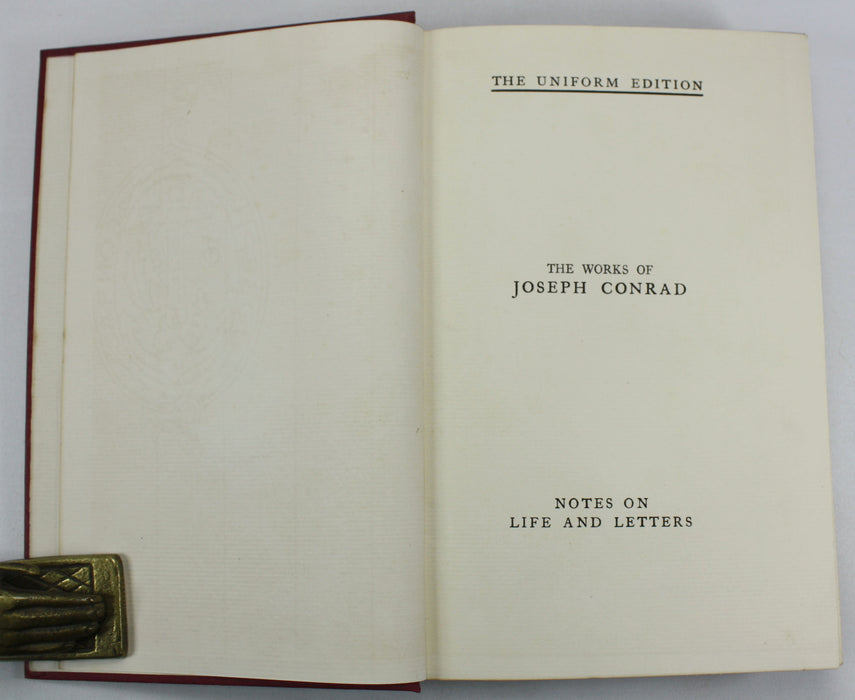 THE UNIFORM EDITION
THE WORKS OF
JOSEPH CONRAD
NOTES ON
LIFE AND LETTERS